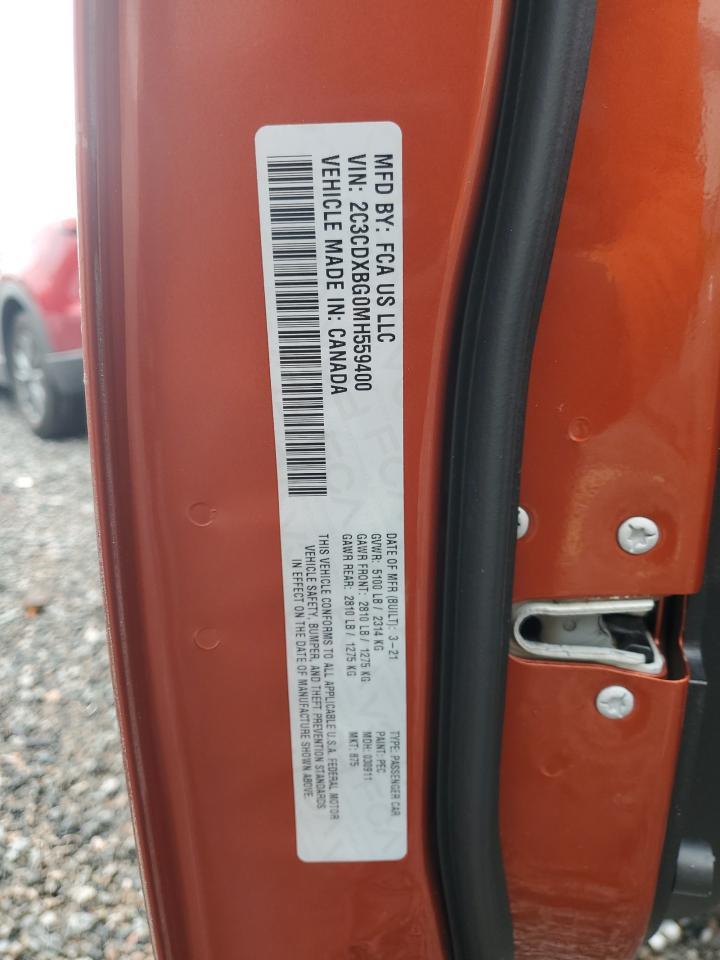 MFD BY: FCA US LLC
VIN: 2C3CDXBG0MH559400
VEHICLE MADE IN: CANADA
DATE OF MFR (BUILT): 3-21
GVWR: 5100 LB / 2314 KG
GAWR FRONT: 2810 LB / 1275 KG
GAWR REAR: 2810 LB / 1275 KG
TYPE: PASSENGER CAR
PAINT: PEC
MDH: 030911
MKT: 875
THIS VEHICLE CONFORMS TO ALL APPLICABLE U.S.A. FEDERAL MOTOR
VEHICLE SAFETY, BUMPER, AND THEFT PREVENTION STANDARDS
IN EFFECT ON THE DATE OF MANUFACTURE SHOWN ABOVE.